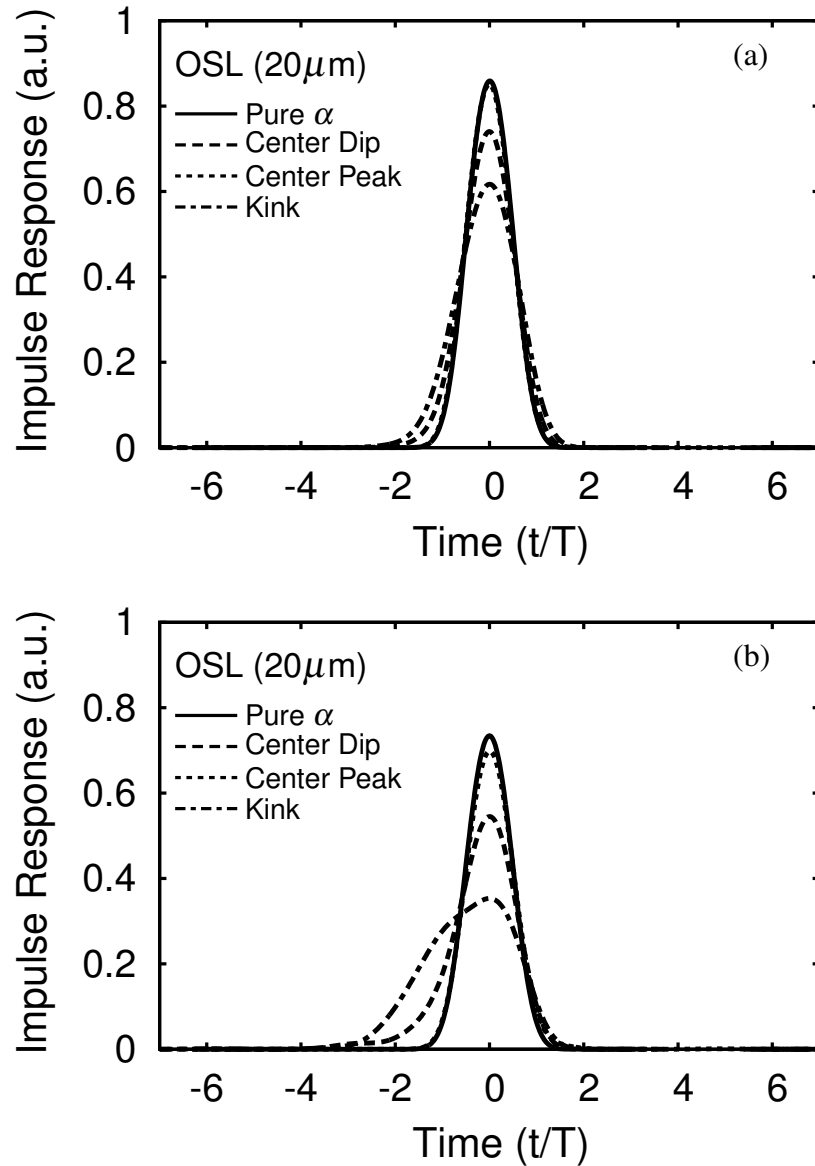 1
0.8
0.6
0.4
0.2
0
Impulse Response (a.u.)
OSL (20μm)
(a)
Pure α
Center Dip
Center Peak
Kink
-6 -4 -2 0 2 4 6
Time (t/T)
1
0.8
0.6
0.4
0.2
0
Impulse Response (a.u.)
OSL (20μm)
(b)
Pure α
Center Dip
Center Peak
Kink
-6 -4 -2 0 2 4 6
Time (t/T)